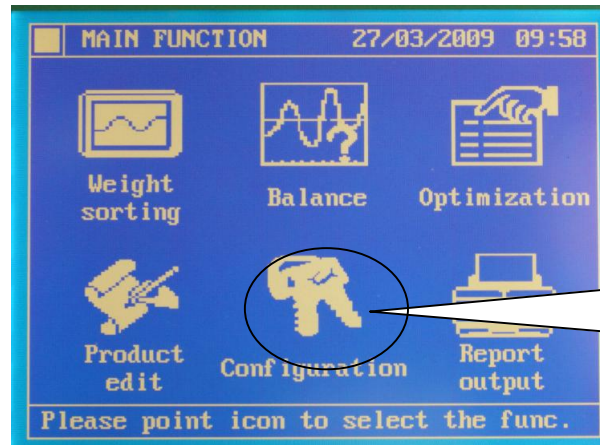 MAIN FUNCTION 27/03/2009 09:58
Weight
sorting
Balance
Optimization
Product
edit
Configuration
Report
output
Please point icon to select the func.